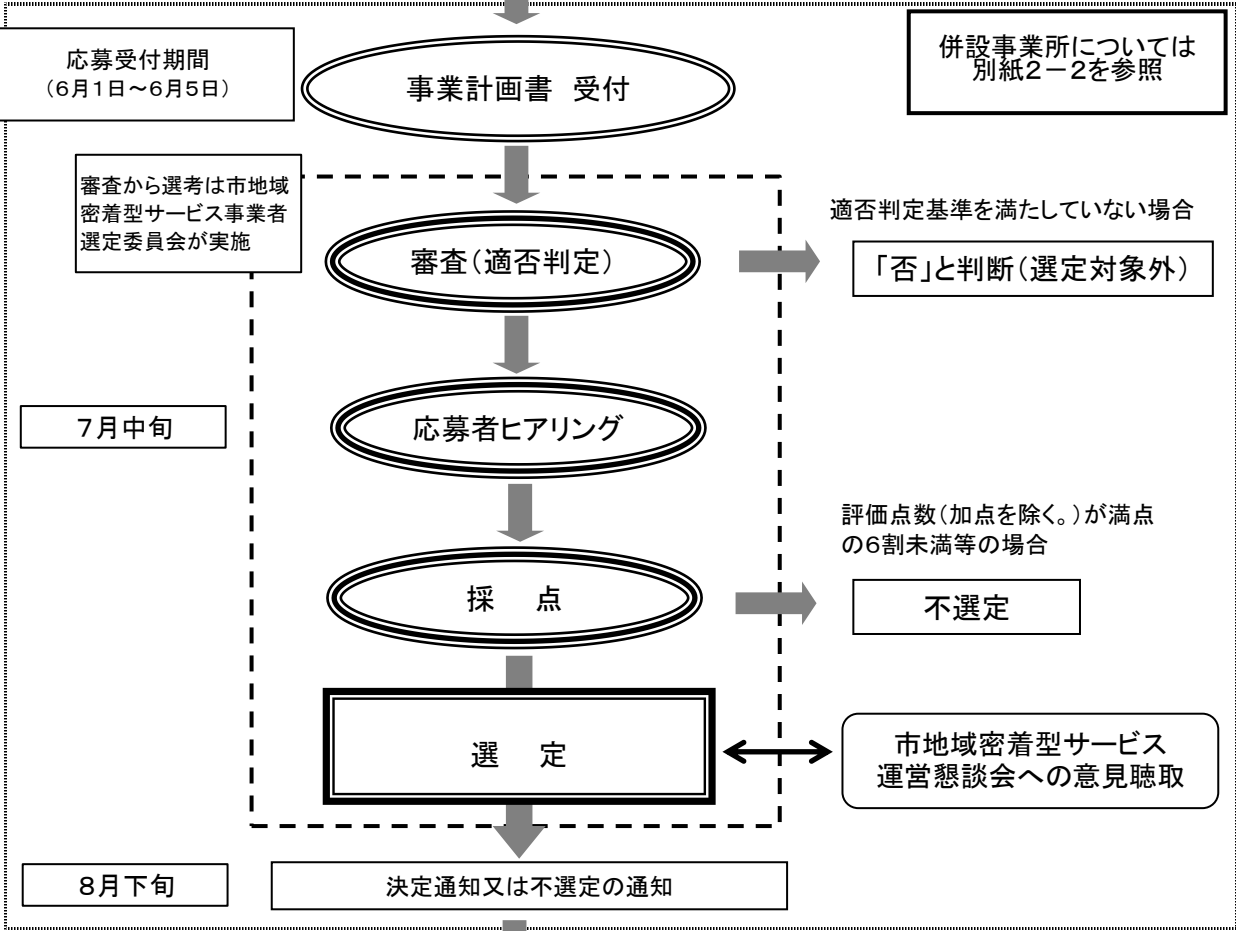 応募受付期間
(6月1日～6月5日)
事業計画書 受付
併設事業所については
別紙2－2を参照
審査から選考は市地域
密着型サービス事業者
選定委員会が実施
審査(適否判定)
適否判定基準を満たしていない場合
「否」と判断(選定対象外)
7月中旬
応募者ヒアリング
評価点数(加点を除く。)が満点
の6割未満等の場合
採 点
不選定
選 定
市地域密着型サービス
運営懇談会への意見聴取
8月下旬
決定通知又は不選定の通知